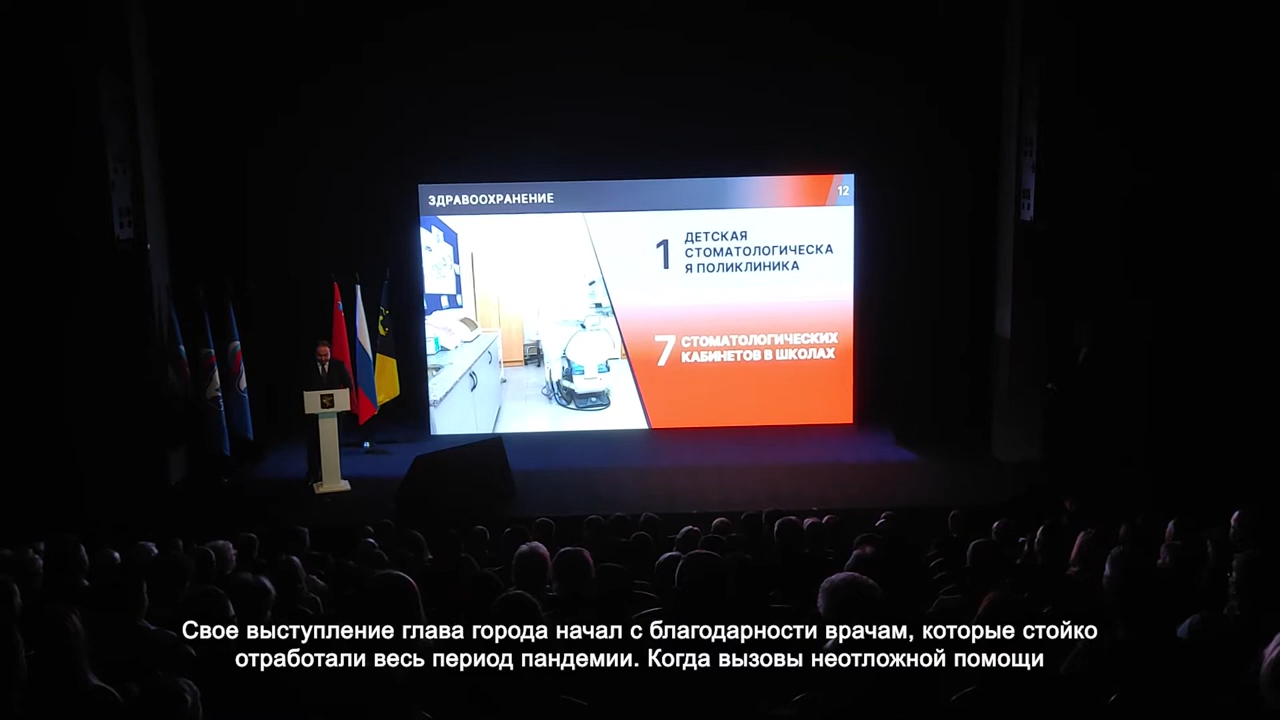 ЗДРАВООХРАНЕНИЕ
12
1
ДЕТСКАЯ
СТОМАТОЛОГИЧЕСКА
Я ПОЛИКЛИНИКА
7
СТОМАТОЛОГИЧЕСКИХ
КАБИНЕТОВ В ШКОЛАХ
Свое выступление глава города начал с благодарности врачам, которые стойко
отработали весь период пандемии. Когда вызовы неотложной помощи